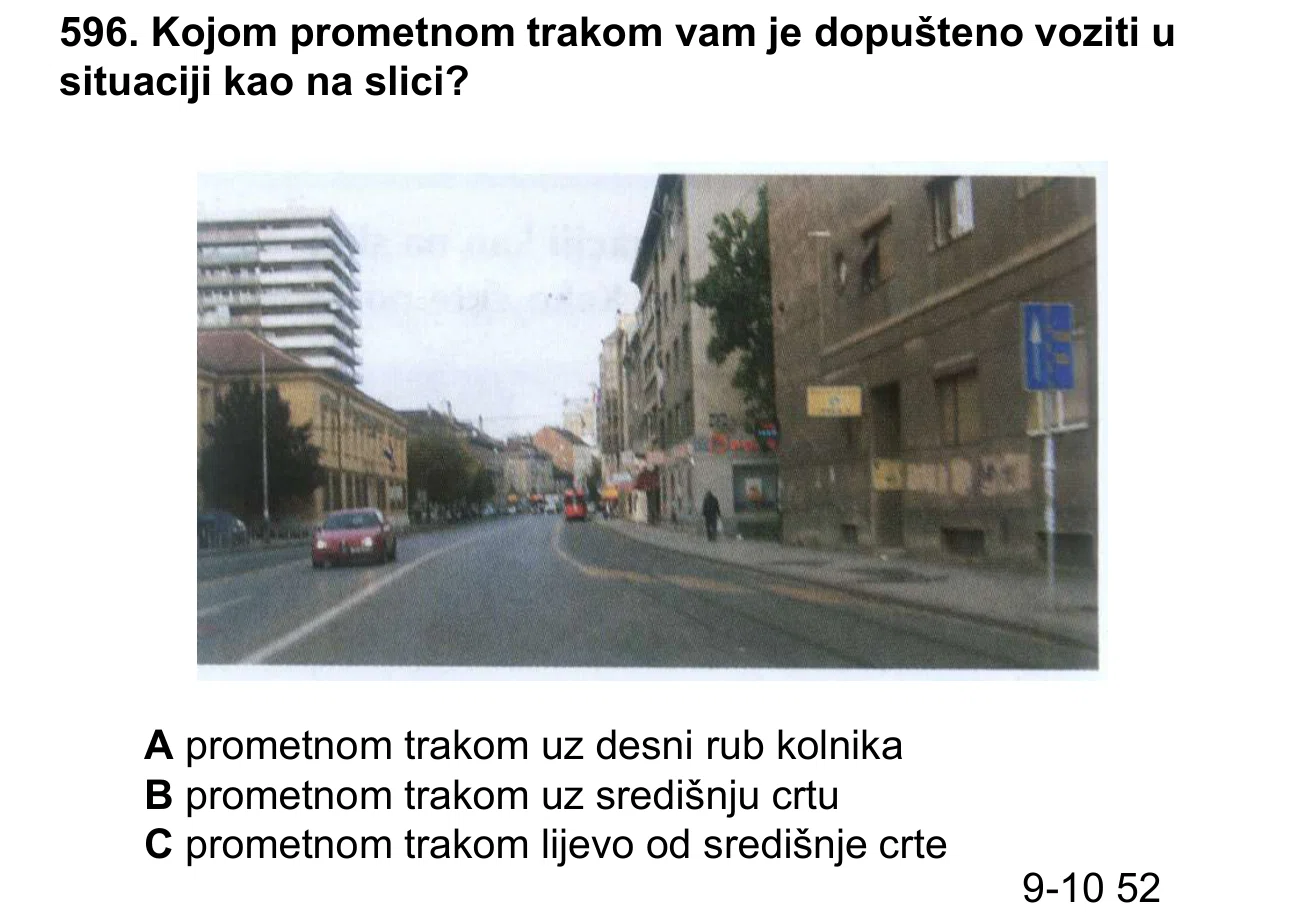 596. Kojom prometnom trakom vam je dopušteno voziti u
situaciji kao na slici?
A prometnom trakom uz desni rub kolnika
B prometnom trakom uz središnju crtu
C prometnom trakom lijevo od središnje crte
9-10 52